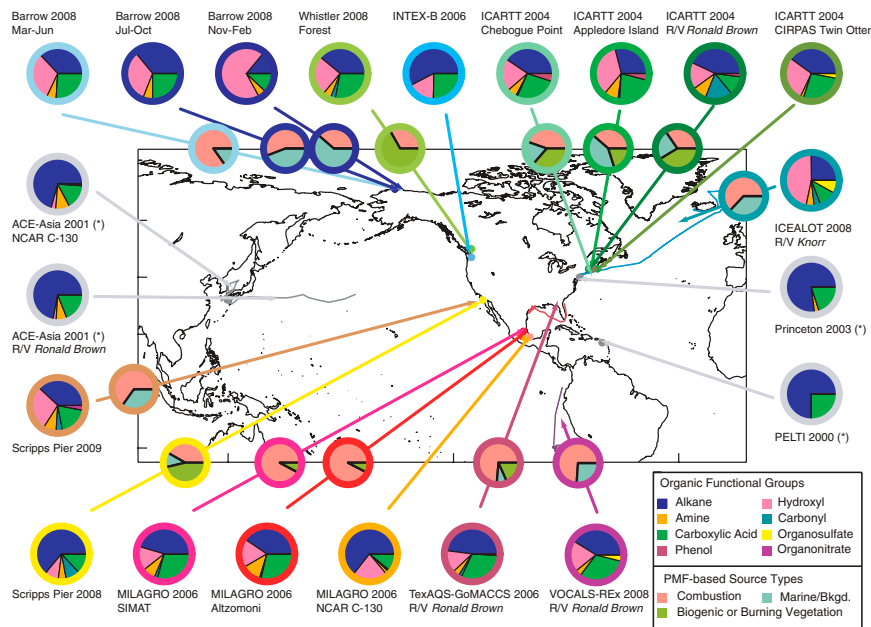 Barrow 2008
Mar-Jun
Barrow 2008
Jul-Oct
Barrow 2008
Nov-Feb
Whistler 2008
Forest
INTEX-B 2006
ICARTT 2004
Chebogue Point
ICARTT 2004
Appledore Island
ICARTT 2004
R/V Ronald Brown
ICARTT 2004
CIRPAS Twin Otter
ACE-Asia 2001 (*)
NCAR C-130
ICEALOT 2008
R/V Knorr
ACE-Asia 2001 (*)
R/V Ronald Brown
Princeton 2003 (*)
Scripps Pier 2009
PELTI 2000 (*)
Scripps Pier 2008
MILAGRO 2006
SIMAT
MILAGRO 2006
Altzomoni
MILAGRO 2006
NCAR C-130
TexAQS-GoMACCS 2006
R/V Ronald Brown
VOCALS-REx 2008
R/V Ronald Brown
Organic Functional Groups
Alkane
Hydroxyl
Amine
Carbonyl
Carboxylic Acid
Organosulfate
Phenol
Organonitrate
PMF-based Source Types
Combustion
Marine/Bkgd.
Biogenic or Burning Vegetation